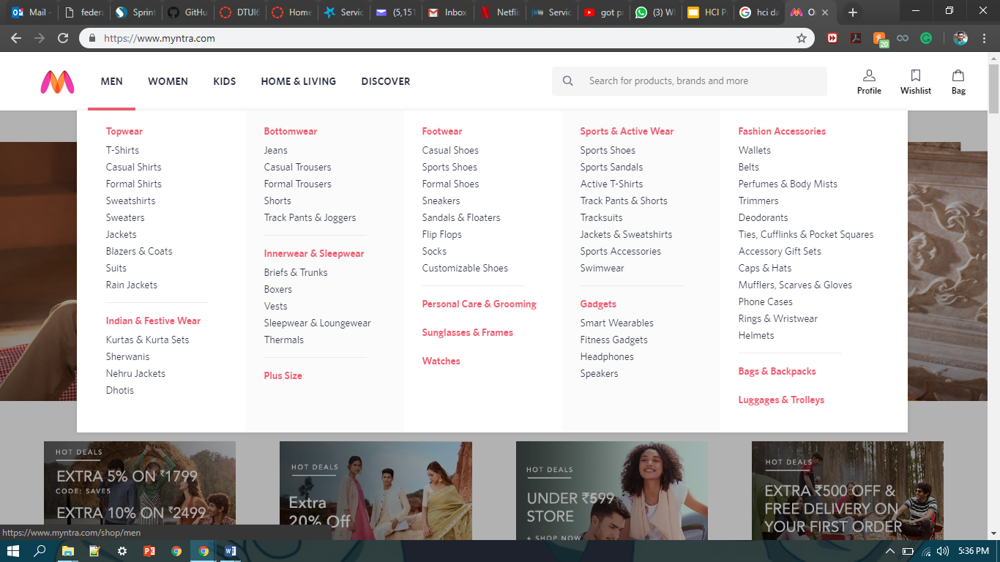 Mail -
federa
Sprint
GitHu
DTUI6
Home
Servic
(5,151
Inbox
Netflix
Servic
got p
(3) W
HCI P
hci da
O
https://www.myntra.com
20
MEN
WOMEN
KIDS
HOME & LIVING
DISCOVER
Search for products, brands and more
Profile
Wishlist
Bag
Topwear
T-Shirts
Casual Shirts
Formal Shirts
Sweatshirts
Sweaters
Jackets
Blazers & Coats
Suits
Rain Jackets
Indian & Festive Wear
Kurtas & Kurta Sets
Sherwanis
Nehru Jackets
Dhotis
Bottomwear
Jeans
Casual Trousers
Formal Trousers
Shorts
Track Pants & Joggers
Innerwear & Sleepwear
Briefs & Trunks
Boxers
Vests
Sleepwear & Loungewear
Thermals
Plus Size
Footwear
Casual Shoes
Sports Shoes
Formal Shoes
Sneakers
Sandals & Floaters
Flip Flops
Socks
Customizable Shoes
Personal Care & Grooming
Sunglasses & Frames
Watches
Sports & Active Wear
Sports Shoes
Sports Sandals
Active T-Shirts
Track Pants & Shorts
Tracksuits
Jackets & Sweatshirts
Sports Accessories
Swimwear
Gadgets
Smart Wearables
Fitness Gadgets
Headphones
Speakers
Fashion Accessories
Wallets
Belts
Perfumes & Body Mists
Trimmers
Deodorants
Ties, Cufflinks & Pocket Squares
Accessory Gift Sets
Caps & Hats
Mufflers, Scarves & Gloves
Phone Cases
Rings & Wristwear
Helmets
Bags & Backpacks
Luggages & Trolleys
HOT DEALS
EXTRA 5% ON ₹1799
CODE: SAVE5
EXTRA 10% ON ₹2499
HOT DEALS
Extra
20% Off
HOT DEALS
UNDER ₹599
STORE
+ SHOP NOW
HOT DEALS
EXTRA ₹500 OFF &
FREE DELIVERY ON
YOUR FIRST ORDER
https://www.myntra.com/shop/men
5:36 PM